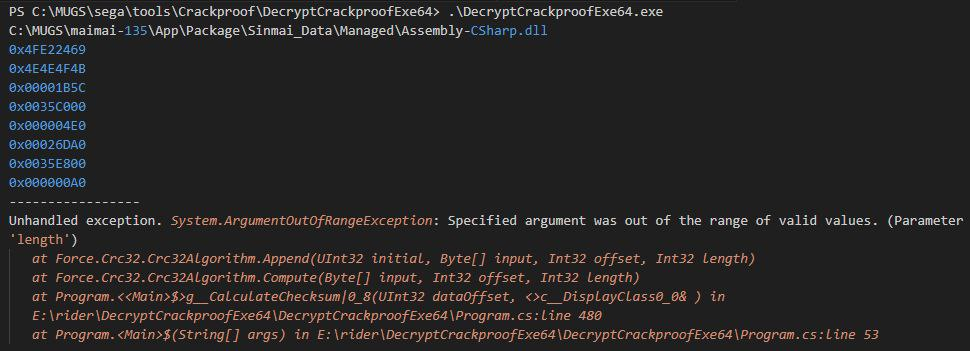 PS C:\MUGS\sega\tools\Crackproof\DecryptCrackproofExe64> .\DecryptCrackproofExe64.exe
C:\MUGS\maimai-135\App\Package\Sinmai_Data\Managed\Assembly-CSharp.dll
0x4FE22469
0x4E4E4F4B
0x00001B5C
0x0035C000
0x000004E0
0x00026DA0
0x0035E800
0x000000A0
-----------------
Unhandled exception. System.ArgumentOutOfRangeException: Specified argument was out of the range of valid values. (Parameter
'length')
at Force.Crc32.Crc32Algorithm.Append(UInt32 initial, Byte[] input, Int32 offset, Int32 length)
at Force.Crc32.Crc32Algorithm.Compute(Byte[] input, Int32 offset, Int32 length)
at Program.<<Main>$>g__CalculateChecksum|0_8(UInt32 dataOffset, <>c__DisplayClass0_0& ) in
E:\rider\DecryptCrackproofExe64\DecryptCrackproofExe64\Program.cs:line 480
at Program.<Main>$(String[] args) in E:\rider\DecryptCrackproofExe64\DecryptCrackproofExe64\Program.cs:line 53